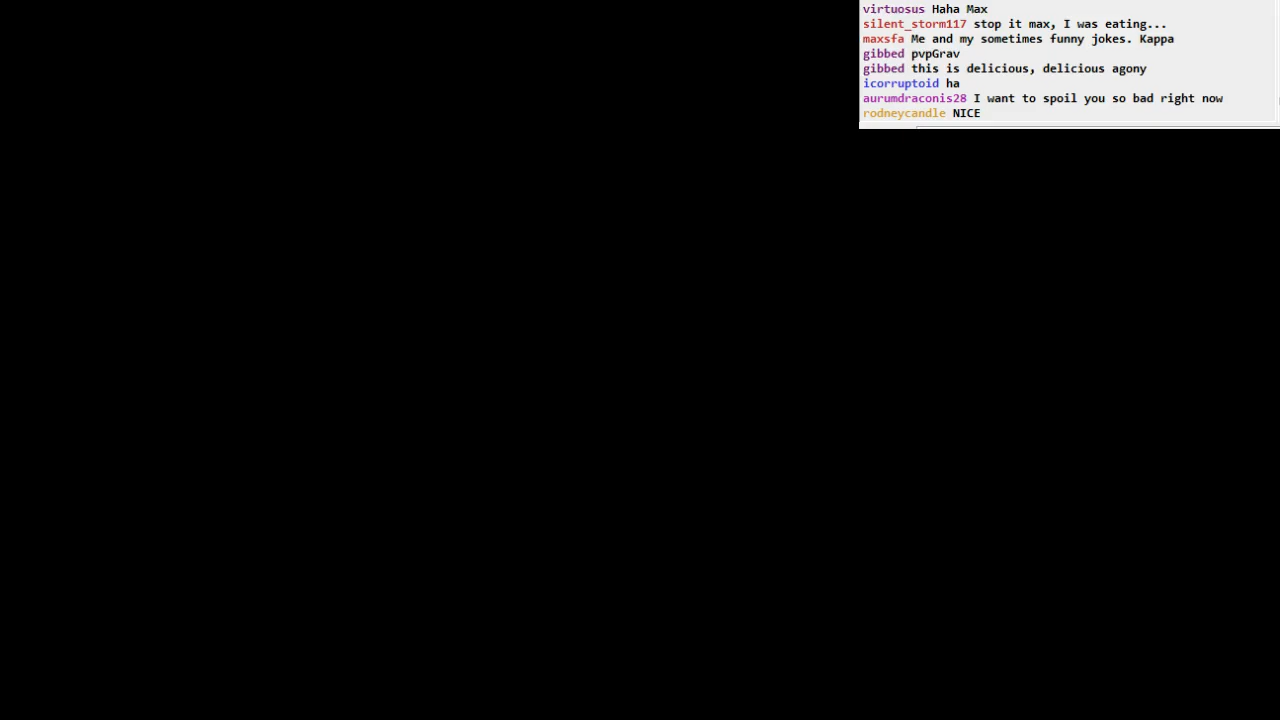 virtuosus Haha Max
silent_storm117 stop it max, I was eating...
maxsfa Me and my sometimes funny jokes. Kappa
gibbed pvpGrav
gibbed this is delicious, delicious agony
icorruptoid ha
aurumdraconis28 I want to spoil you so bad right now
rodneycandle NICE